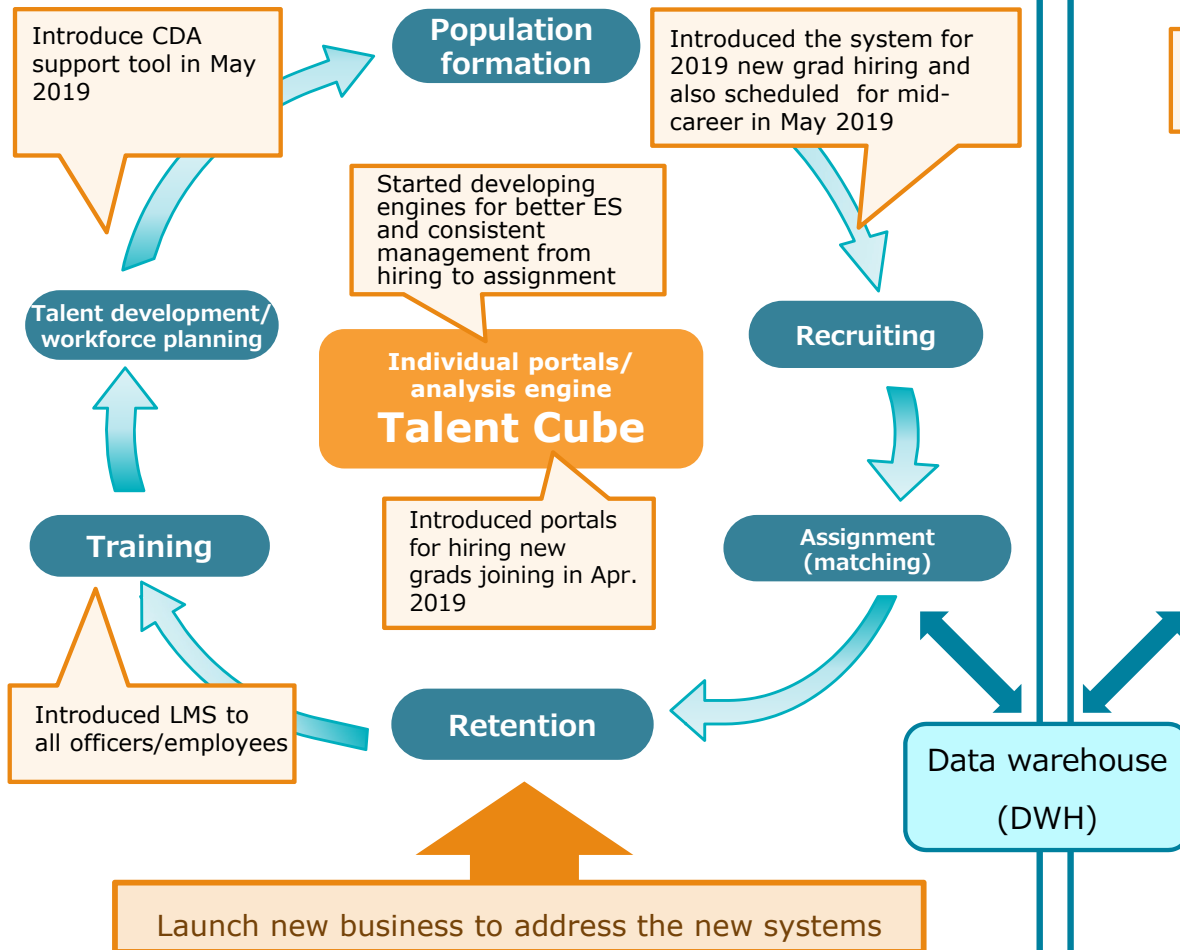 Introduce CDA
support tool in May
2019
Population
formation
Introduced the system for
2019 new grad hiring and
also scheduled  for mid-
career in May 2019
Started developing
engines for better ES
and consistent
management from
hiring to assignment
Talent development/
workforce planning
Individual portals/
analysis engine
Talent Cube
Recruiting
Introduced portals
for hiring new
grads joining in Apr.
2019
Training
Assignment
(matching)
Introduced LMS to
all officers/employees
Retention
Data warehouse
(DWH)
Launch new business to address the new systems